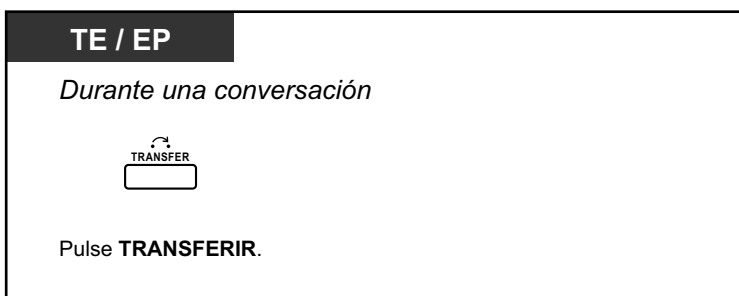 TE / EP
Durante una conversación
TRANSFER
Pulse TRANSFERIR.